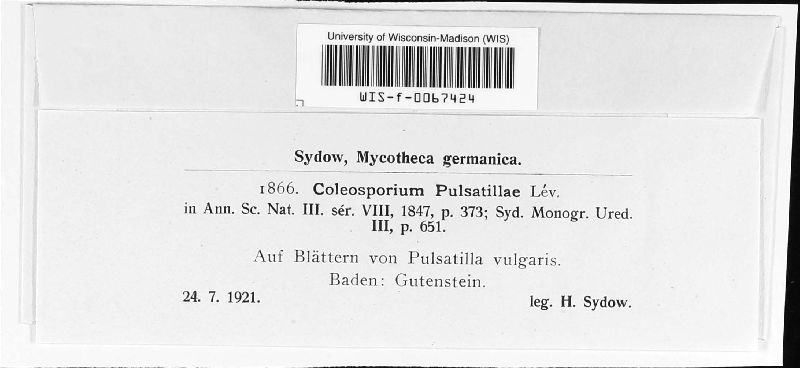 University of Wisconsin-Madison (WIS)
WIS-f-0067424
Sydow, Mycotheca germanica.
1866. Coleosporium Pulsatillae Lév.
in Ann. Sc. Nat. III. sér. VIII, 1847, p. 373; Syd. Monogr. Ured.
III, p. 651.
Auf Blättern von Pulsatilla vulgaris.
Baden: Gutenstein.
24. 7. 1921. leg. H. Sydow.